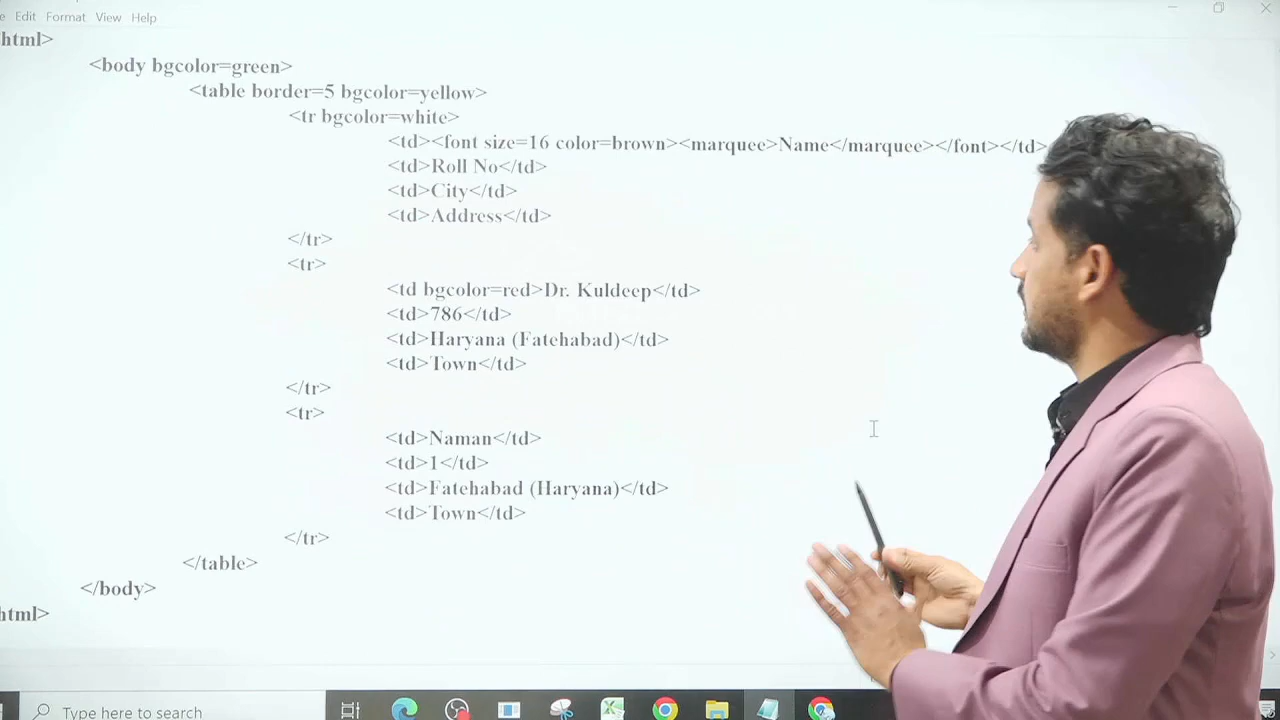 Edit Format View Help
html>
<body bgcolor=green>
<table border=5 bgcolor=yellow>
<tr bgcolor=white>
<td><font size=16 color=brown><marquee>Name</marquee></font></td>
<td>Roll No</td>
<td>City</td>
<td>Address</td>
</tr>
<tr>
<td bgcolor=red>Dr. Kuldeep</td>
<td>786</td>
<td>Haryana (Fatehabad)</td>
<td>Town</td>
</tr>
<tr>
<td>Naman</td>
<td>1</td>
<td>Fatehabad (Haryana)</td>
<td>Town</td>
</tr>
</table>
</body>
html>
Type here to search